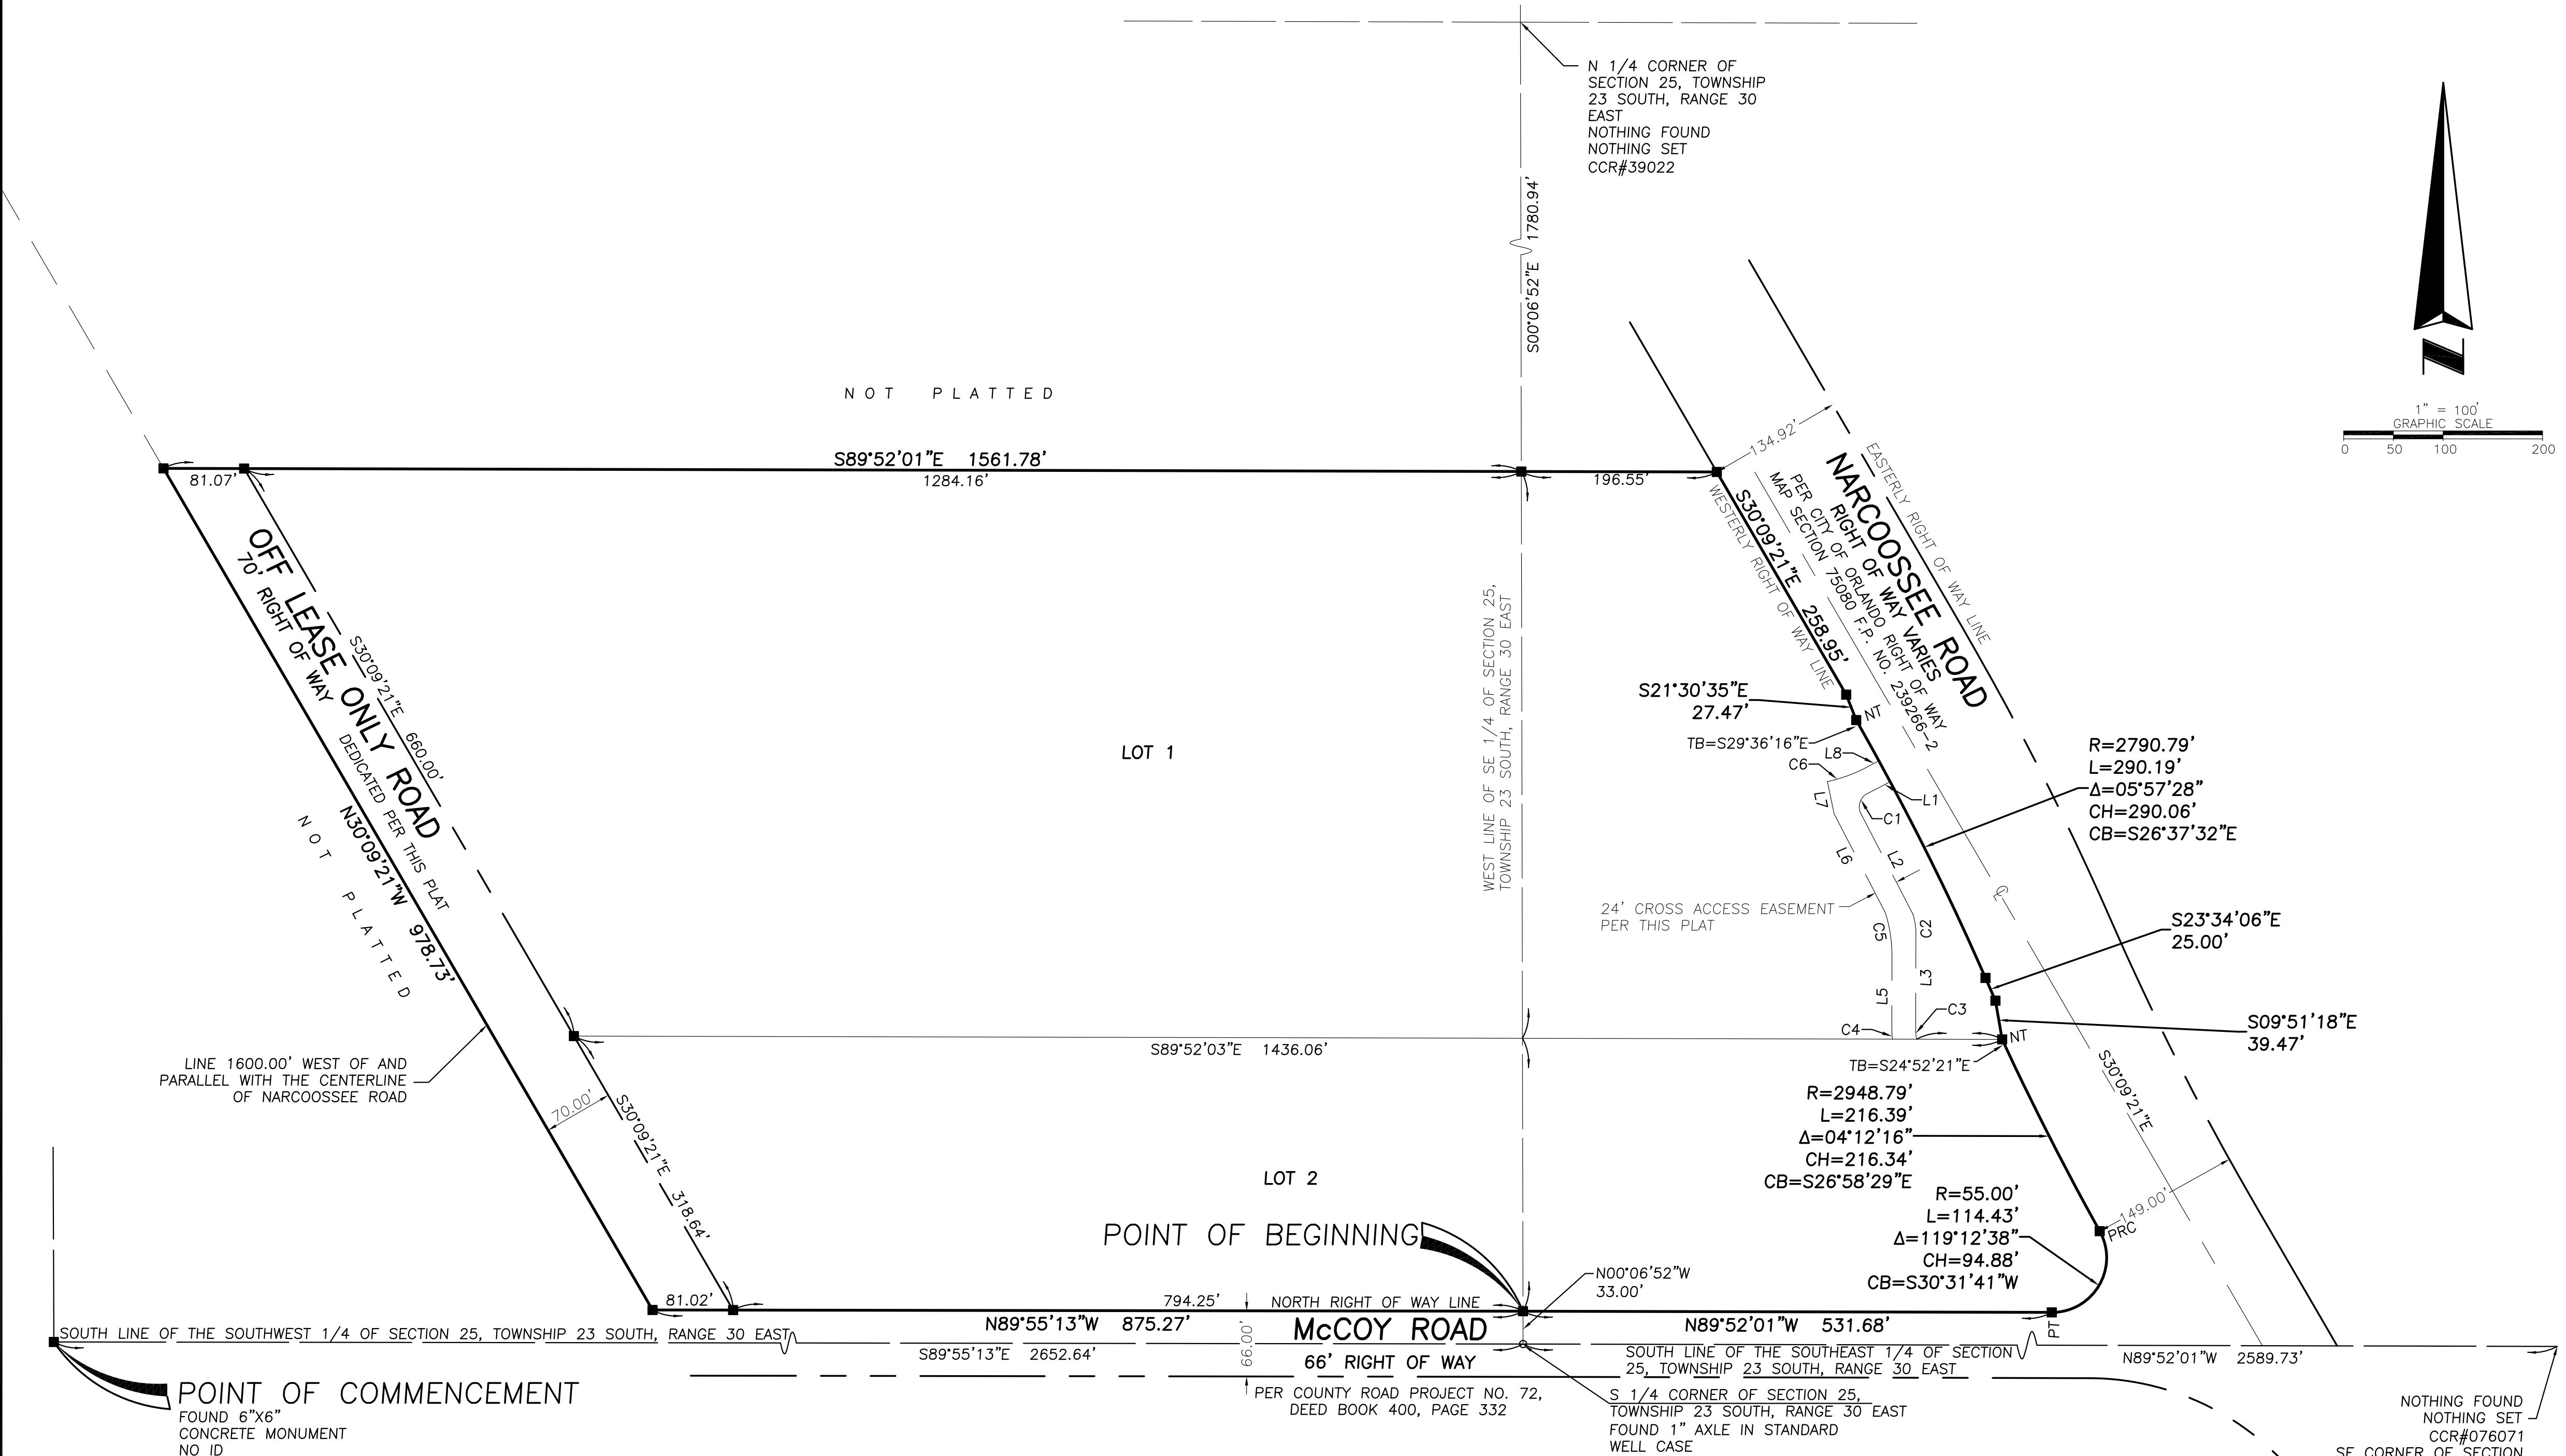 N 1/4 CORNER OF
SECTION 25, TOWNSHIP
23 SOUTH, RANGE 30
EAST
NOTHING FOUND
NOTHING SET
CCR#39022
S00°06'52"E 1780.94'
N
1" = 100'
GRAPHIC SCALE
0 50 100 200
NOT PLATTED
S89°52'01"E 1561.78'
81.07'
1284.16'
196.55'
134.92'
EASTERLY RIGHT OF WAY LINE
NARCOOSSEE ROAD
RIGHT OF WAY VARIES
PER CITY OF ORLANDO RIGHT OF WAY
MAP SECTION 75080 F.P. NO. 239266-2
S30°09'21"E 258.95'
WESTERLY RIGHT OF WAY LINE
OFF LEASE ONLY ROAD
70' RIGHT OF WAY
DEDICATED PER THIS PLAT
S30°09'21"E 660.00'
N30°09'21"W 978.73'
NOT PLATTED
WEST LINE OF SE 1/4 OF SECTION 25,
TOWNSHIP 23 SOUTH, RANGE 30 EAST
LOT 1
S21°30'35"E
27.47'
NT
TB=S29°36'16"E
L8
C6
L7
L1
C1
L6
L2
R=2790.79'
L=290.19'
Δ=05°57'28"
CH=290.06'
CB=S26°37'32"E
24' CROSS ACCESS EASEMENT
PER THIS PLAT
C5
C2
L5
L3
C4
C3
℄
S23°34'06"E
25.00'
S09°51'18"E
39.47'
NT
TB=S24°52'21"E
S89°52'03"E 1436.06'
LINE 1600.00' WEST OF AND
PARALLEL WITH THE CENTERLINE
OF NARCOOSSEE ROAD
70.00'
S30°09'21"E 318.64'
S30°09'21"E
R=2948.79'
L=216.39'
Δ=04°12'16"
CH=216.34'
CB=S26°58'29"E
LOT 2
R=55.00'
L=114.43'
Δ=119°12'38"
CH=94.88'
CB=S30°31'41"W
149.00'
PRC
POINT OF BEGINNING
N00°06'52"W
33.00'
81.02'
794.25'
NORTH RIGHT OF WAY LINE
N89°55'13"W 875.27'
McCOY ROAD
N89°52'01"W 531.68'
PT
SOUTH LINE OF THE SOUTHWEST 1/4 OF SECTION 25, TOWNSHIP 23 SOUTH, RANGE 30 EAST
S89°55'13"E 2652.64'
66.00'
66' RIGHT OF WAY
SOUTH LINE OF THE SOUTHEAST 1/4 OF SECTION
25, TOWNSHIP 23 SOUTH, RANGE 30 EAST
N89°52'01"W 2589.73'
POINT OF COMMENCEMENT
FOUND 6"X6"
CONCRETE MONUMENT
NO ID
PER COUNTY ROAD PROJECT NO. 72,
DEED BOOK 400, PAGE 332
S 1/4 CORNER OF SECTION 25,
TOWNSHIP 23 SOUTH, RANGE 30 EAST
FOUND 1" AXLE IN STANDARD
WELL CASE
NOTHING FOUND
NOTHING SET
CCR#076071
SE CORNER OF SECTION